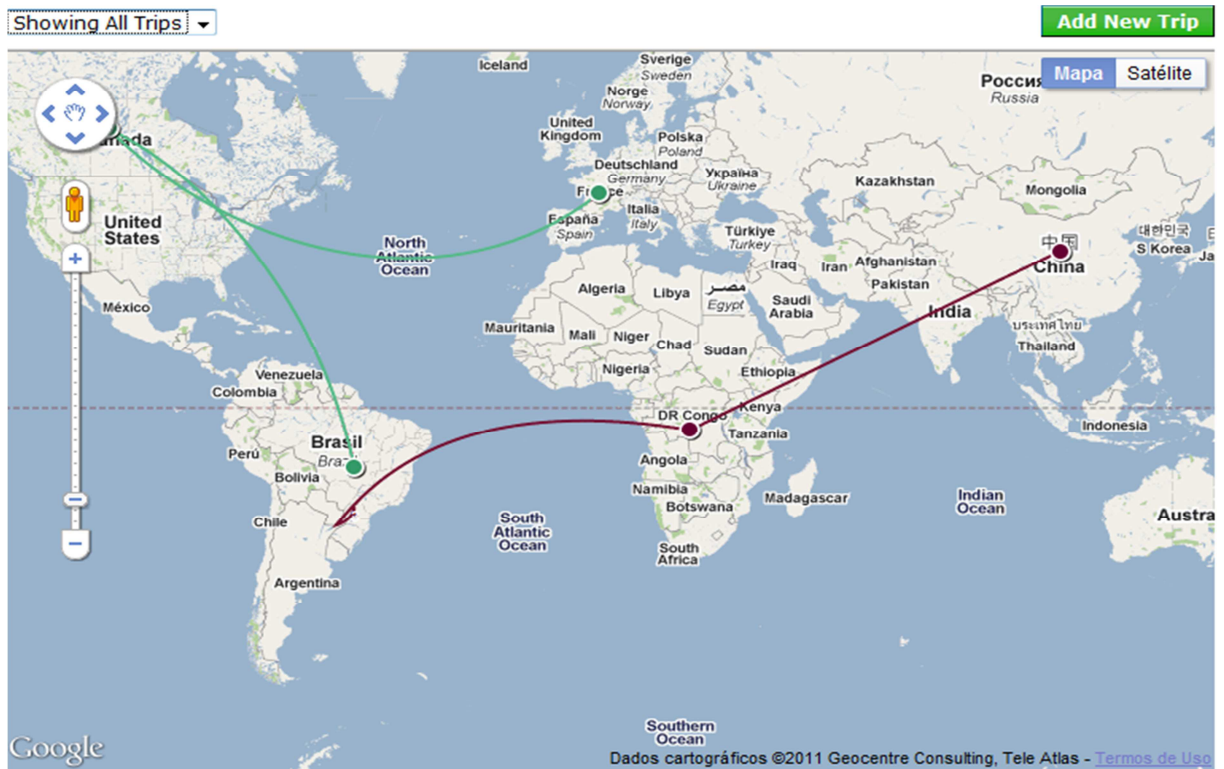 Showing All Trips
Add New Trip
Iceland
Sverige
Sweden
Россия
Russia
Mapa
Satélite
Norge
Norway
United
Kingdom
Polska
Poland
Deutschland
Germany
Україна
Ukraine
France
Kazakhstan
Mongolia
Canada
United
States
España
Spain
Italia
Italy
Türkiye
Turkey
North
Atlantic
Ocean
Iraq
Iran
Afghanistan
Pakistan
中国
China
대한민국
S Korea
Ja
México
Algeria
Libya
مصر
Egypt
Saudi
Arabia
India
Mauritania
Mali
Niger
Chad
Sudan
ประเทศไทย
Thailand
Nigeria
Ethiopia
Venezuela
Colombia
DR Congo
Kenya
Tanzania
Indonesia
Brasil
Brazil
Perú
Bolivia
Angola
Namibia
Botswana
Madagascar
Indian
Ocean
Austra
Chile
South
Atlantic
Ocean
South
Africa
Argentina
Southern
Ocean
Google
Dados cartográficos ©2011 Geocentre Consulting, Tele Atlas - Termos de Uso